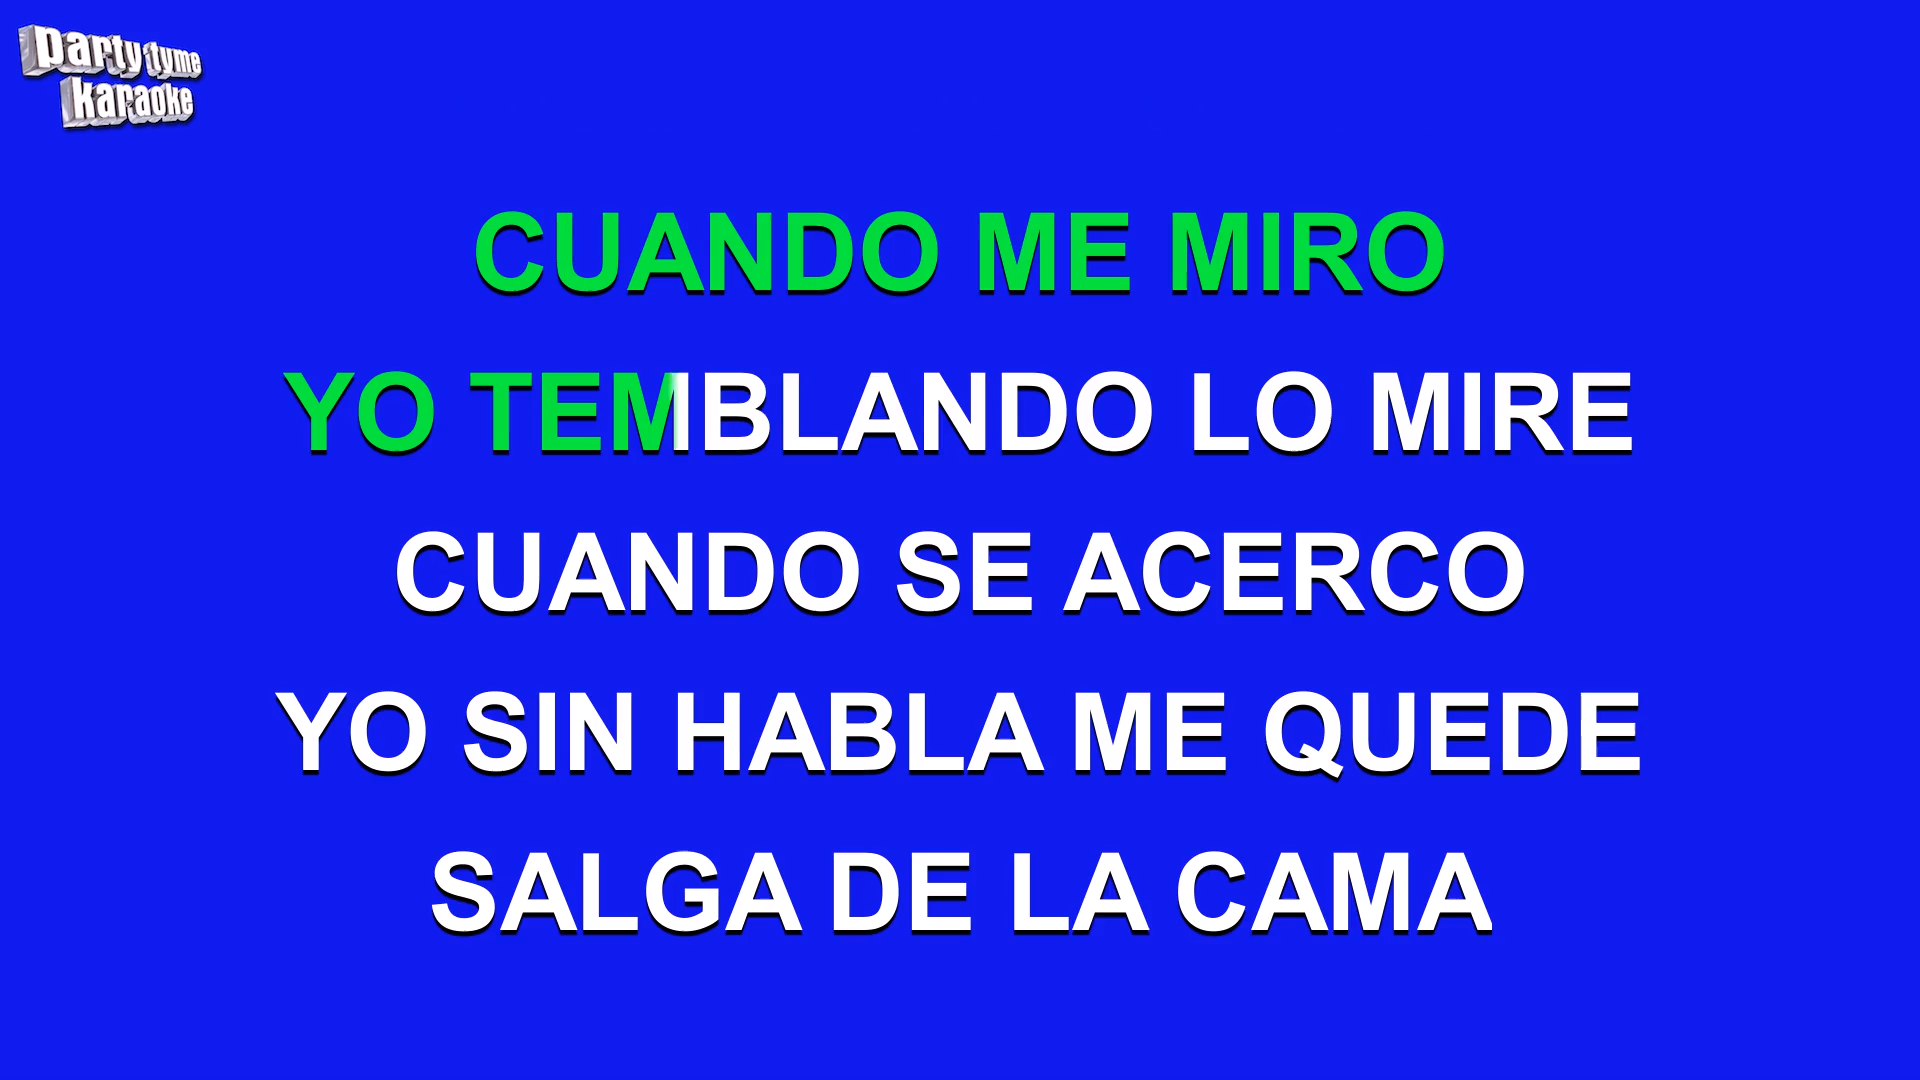 party tyme
karaoke
CUANDO ME MIRO
YO TEMBLANDO LO MIRE
CUANDO SE ACERCO
YO SIN HABLA ME QUEDE
SALGA DE LA CAMA